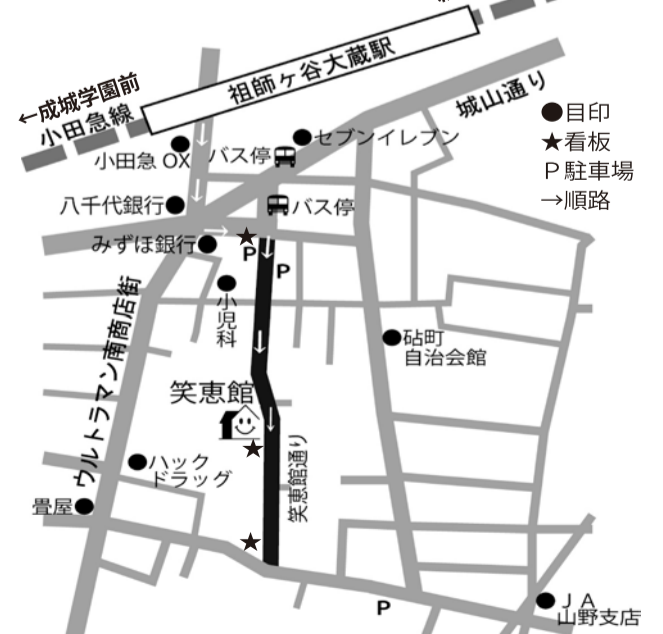 祖師ヶ谷大蔵駅
←成城学園前
小田急線
城山通り
●目印
★看板
P駐車場
→順路
セブンイレブン
小田急 OX
バス停
八千代銀行
バス停
みずほ銀行
P
P
小児科
ウルトラマン南商店街
砧町
自治会館
笑恵館
笑恵館通り
ハック
ドラッグ
畳屋
P
JA
山野支店